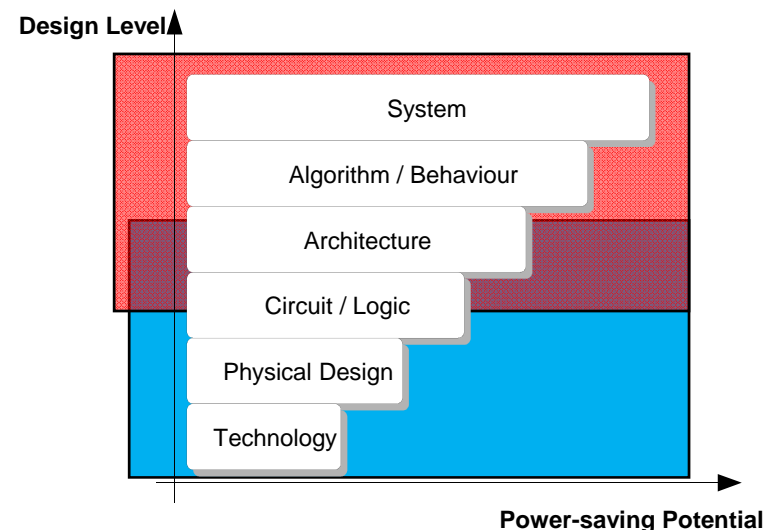 Design Level
System
Algorithm / Behaviour
Architecture
Circuit / Logic
Physical Design
Technology
Power-saving Potential